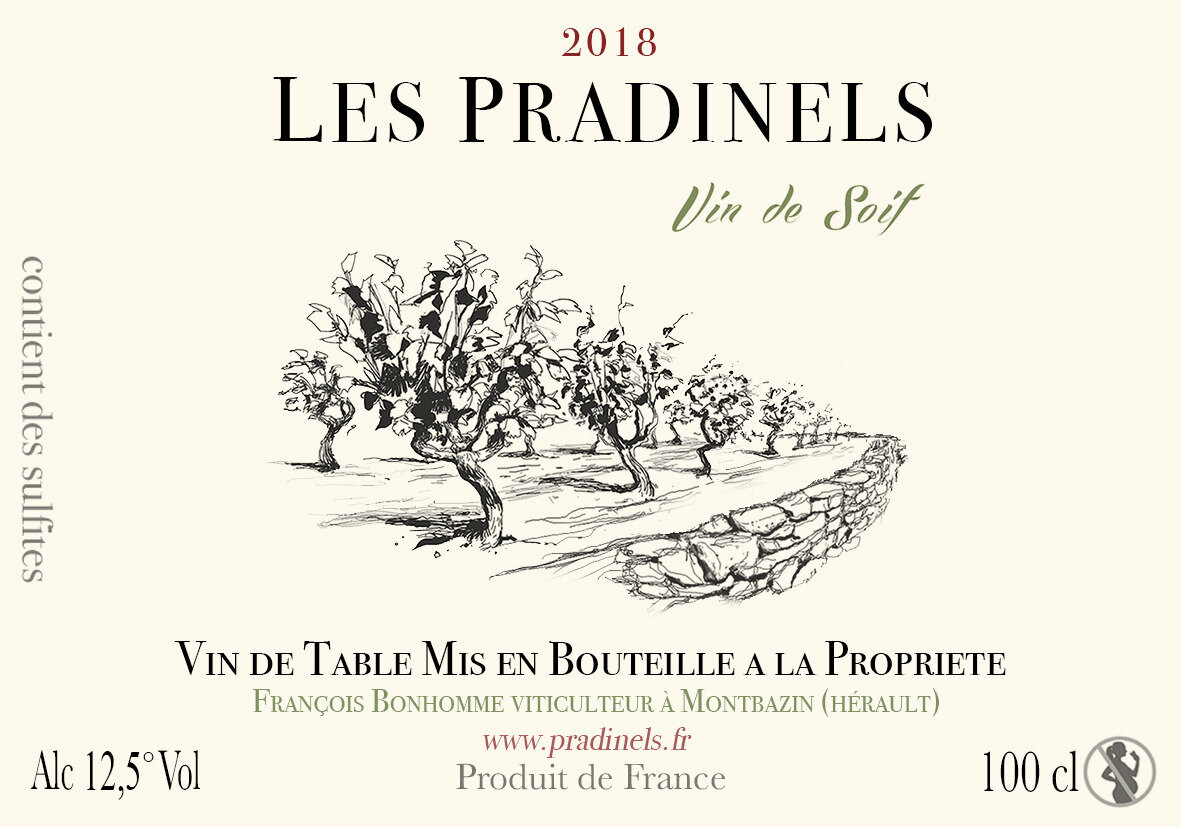 2018
LES PRADINELS
Vin de Soif
contient des sulfites
VIN DE TABLE MIS EN BOUTEILLE A LA PROPRIETE
FRANÇOIS BONHOMME VITICULTEUR À MONTBAZIN (HÉRAULT)
www.pradinels.fr
Alc 12,5° Vol
Produit de France
100 cl